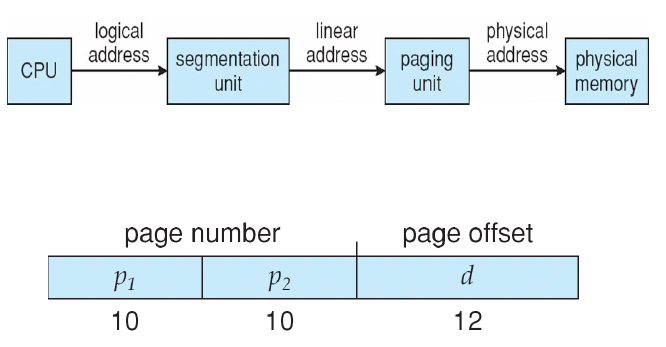 logical address
linear address
physical address
CPU
segmentation unit
paging unit
physical memory
page number
page offset
p1
p2
d
10
10
12